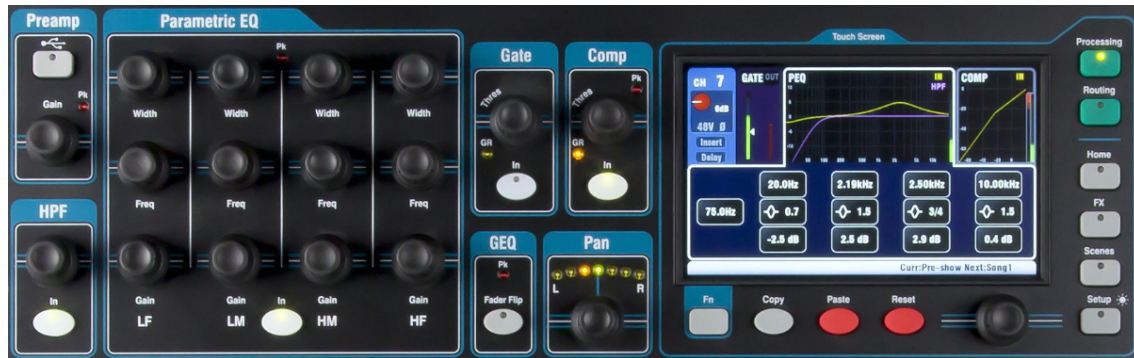 Preamp
Pk
Gain
HPF
In
Parametric EQ
Pk
Width Width Width Width
Freq Freq Freq Freq
Gain Gain In Gain Gain
LF LM HM HF
Gate
Thres
GR
In
Comp
Pk
Thres
GR
In
GEQ
Pk
Fader Flip
Pan
L R
Touch Screen
CH 7
0dB
48V Ø
Insert
Delay
GATE OUT
PEQ IN
HPF
COMP IN
20.0Hz 2.19kHz 2.50kHz 10.00kHz
75.0Hz 0.7 1.5 3/4 1.5
-2.5 dB 2.5 dB 2.9 dB 0.4 dB
Curr:Pre-show Next:Song1
Fn
Copy
Paste
Reset
Processing
Routing
Home
FX
Scenes
Setup